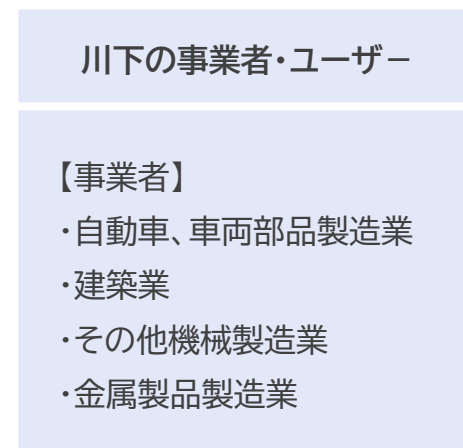 川下の事業者・ユーザー
【事業者】
・自動車、車両部品製造業
・建築業
・その他機械製造業
・金属製品製造業